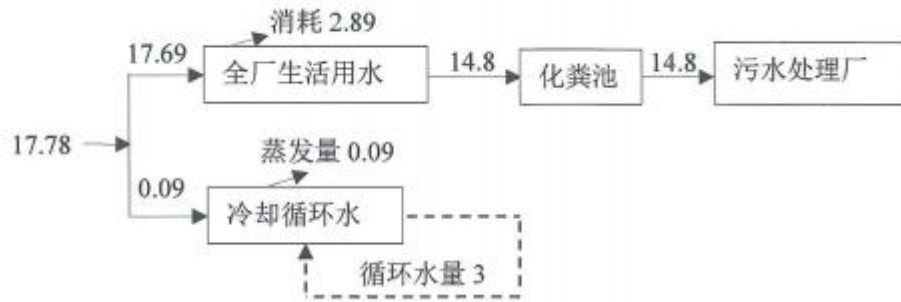 消耗 2.89
17.69
全厂生活用水
14.8
化粪池
14.8
污水处理厂
17.78
蒸发量 0.09
0.09
冷却循环水
循环水量 3